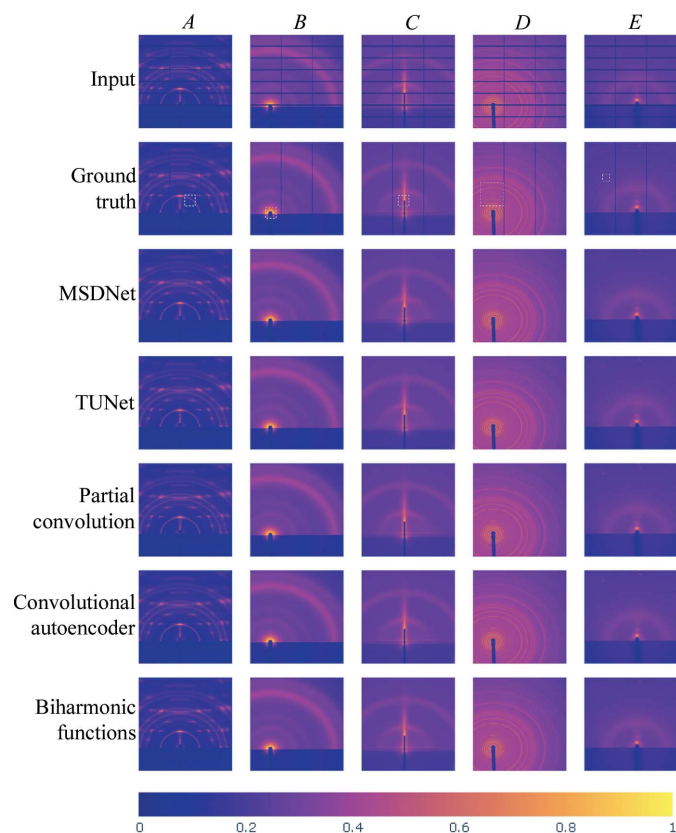 A B C D E
Input
Ground
truth
MSDNet
TUNet
Partial
convolution
Convolutional
autoencoder
Biharmonic
functions
0 0.2 0.4 0.6 0.8 1